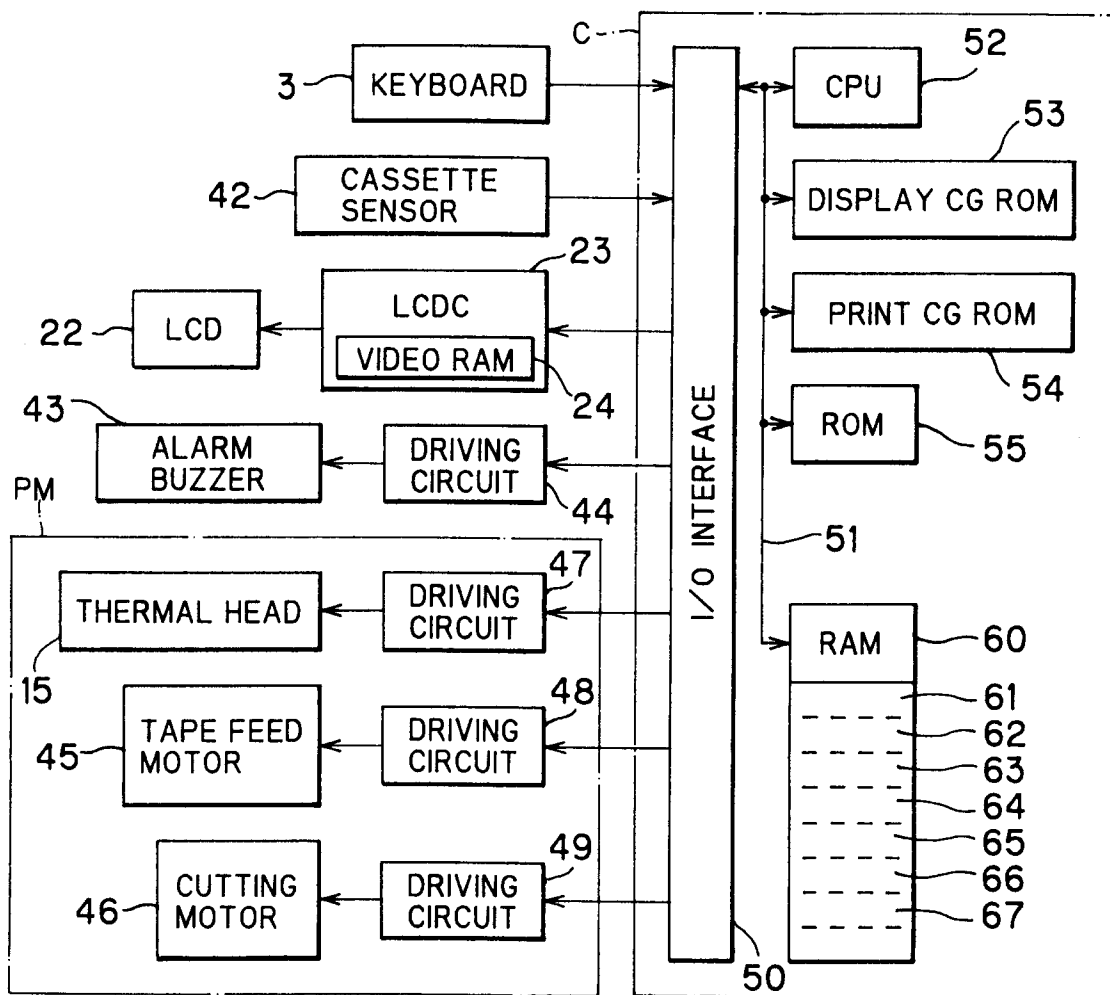 C
52
3
KEYBOARD
CPU
53
42
CASSETTE
SENSOR
DISPLAY CG ROM
23
22
LCD
LCDC
VIDEO RAM
24
PRINT CG ROM
54
43
ALARM
BUZZER
DRIVING
CIRCUIT
44
ROM
55
PM
I/O INTERFACE
51
47
THERMAL HEAD
DRIVING
CIRCUIT
15
RAM
60
48
45
TAPE FEED
MOTOR
DRIVING
CIRCUIT
61
62
63
64
49
46
CUTTING
MOTOR
DRIVING
CIRCUIT
65
66
67
50